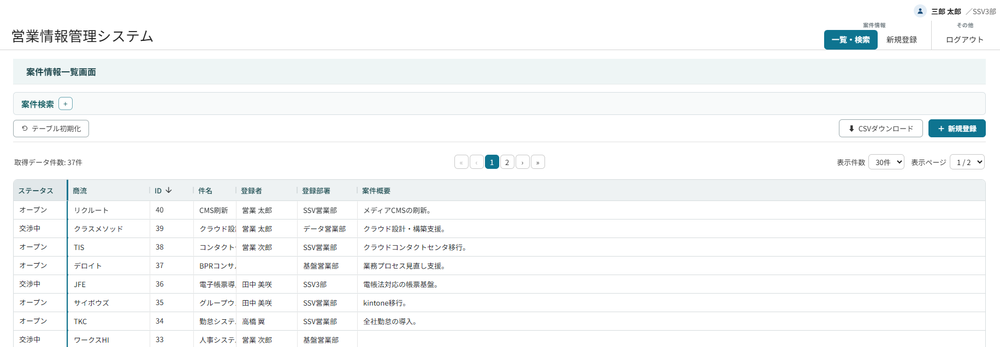 三郎 太郎 ／SSV3部
営業情報管理システム
案件情報
一覧・検索 新規登録
その他
ログアウト
案件情報一覧画面
案件検索 +
テーブル初期化
CSVダウンロード + 新規登録
取得データ件数: 37件
« ‹ 1 2 › »
表示件数 30件 表示ページ 1 / 2
ステータス 商流 ID 件名 登録者 登録部署 案件概要
オープン リクルート 40 CMS刷新 営業 太郎 SSV営業部 メディアCMSの刷新。
交渉中 クラスメソッド 39 クラウド設 営業 太郎 データ営業部 クラウド設計・構築支援。
オープン TIS 38 コンタクト 営業 次郎 SSV営業部 クラウドコンタクトセンタ移行。
オープン デロイト 37 BPRコンサ 基盤営業部 業務プロセス見直し支援。
交渉中 JFE 36 電子帳票導 田中 美咲 SSV3部 電帳法対応の帳票基盤。
オープン サイボウズ 35 グループウ 田中 美咲 SSV営業部 kintone移行。
オープン TKC 34 勤怠システ 高橋 翼 SSV営業部 全社勤怠の導入。
交渉中 ワークスHI 33 人事システ 営業 次郎 基盤営業部